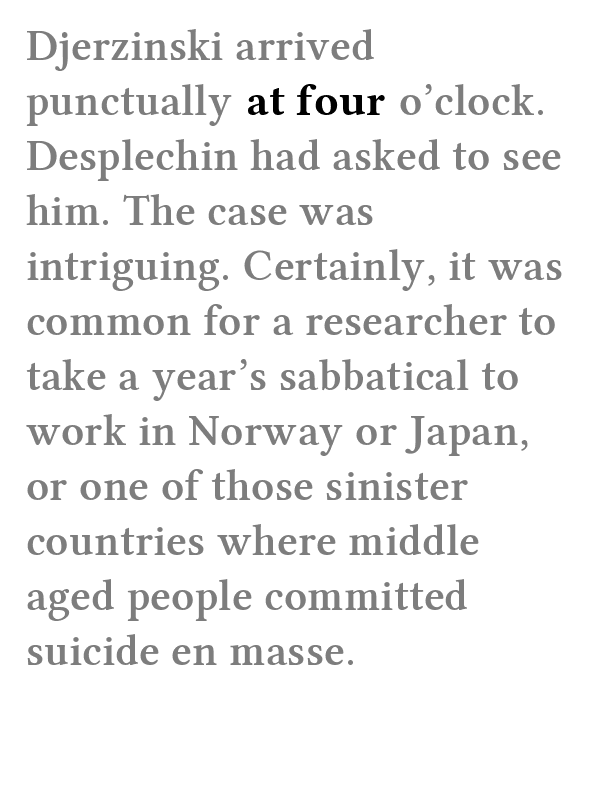 Djerzinski arrived
punctually at four o’clock.
Desplechin had asked to see
him. The case was
intriguing. Certainly, it was
common for a researcher to
take a year’s sabbatical to
work in Norway or Japan,
or one of those sinister
countries where middle
aged people committed
suicide en masse.